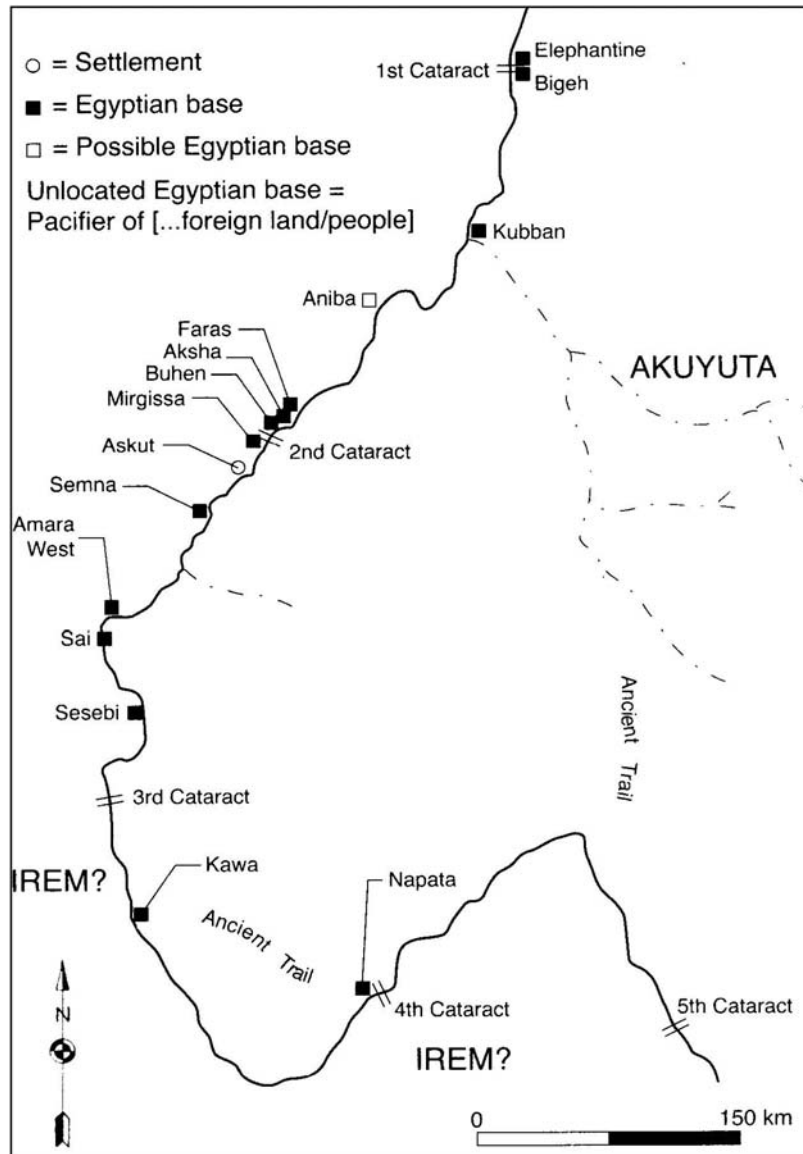 ○ = Settlement
■ = Egyptian base
□ = Possible Egyptian base
Unlocated Egyptian base =
Pacifier of [...foreign land/people]
Elephantine
1st Cataract
Bigeh
Kubban
Aniba
Faras
Aksha
Buhen
Mirgissa
AKUYUTA
Askut
2nd Cataract
Semna
Amara
West
Sai
Sesebi
Ancient Trail
3rd Cataract
IREM?
Kawa
Napata
Ancient Trail
4th Cataract
5th Cataract
N
IREM?
0
150 km